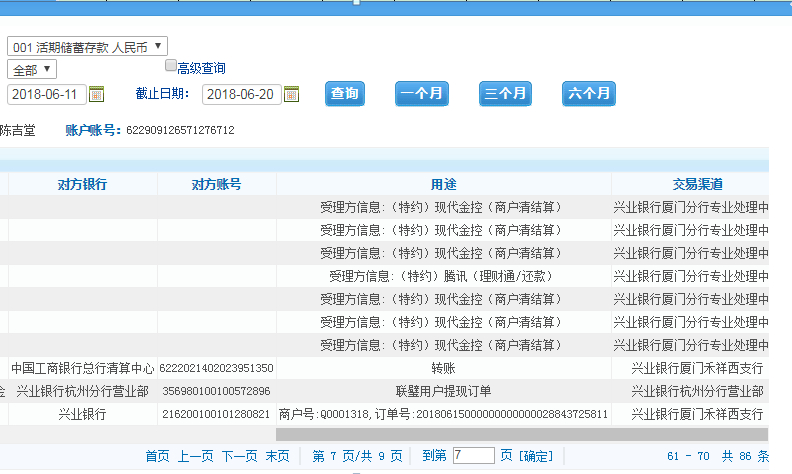 001 活期储蓄存款 人民币
全部 高级查询
2018-06-11 截止日期： 2018-06-20 查询 一个月 三个月 六个月
陈吉堂 账户账号：622909126571276712
对方银行 对方账号 用途 交易渠道
受理方信息:（特约）现代金控（商户清结算） 兴业银行厦门分行专业处理中
受理方信息:（特约）现代金控（商户清结算） 兴业银行厦门分行专业处理中
受理方信息:（特约）现代金控（商户清结算） 兴业银行厦门分行专业处理中
受理方信息:（特约）腾讯（理财通/还款） 兴业银行厦门分行专业处理中
受理方信息:（特约）现代金控（商户清结算） 兴业银行厦门分行专业处理中
受理方信息:（特约）现代金控（商户清结算） 兴业银行厦门分行专业处理中
受理方信息:（特约）现代金控（商户清结算） 兴业银行厦门分行专业处理中
中国工商银行总行清算中心 6222021402023951350 转账 兴业银行厦门禾祥西支行
金 兴业银行杭州分行营业部 356980100100572896 联璧用户提现订单 兴业银行杭州分行营业部
兴业银行 216200100101280821 商户号:Q0001318,订单号:20180615000000000000028843725811 兴业银行厦门禾祥西支行
首页 上一页 下一页 末页 第 7 页/共 9 页 到第 7 页 [确定] 61 - 70 共 86 条